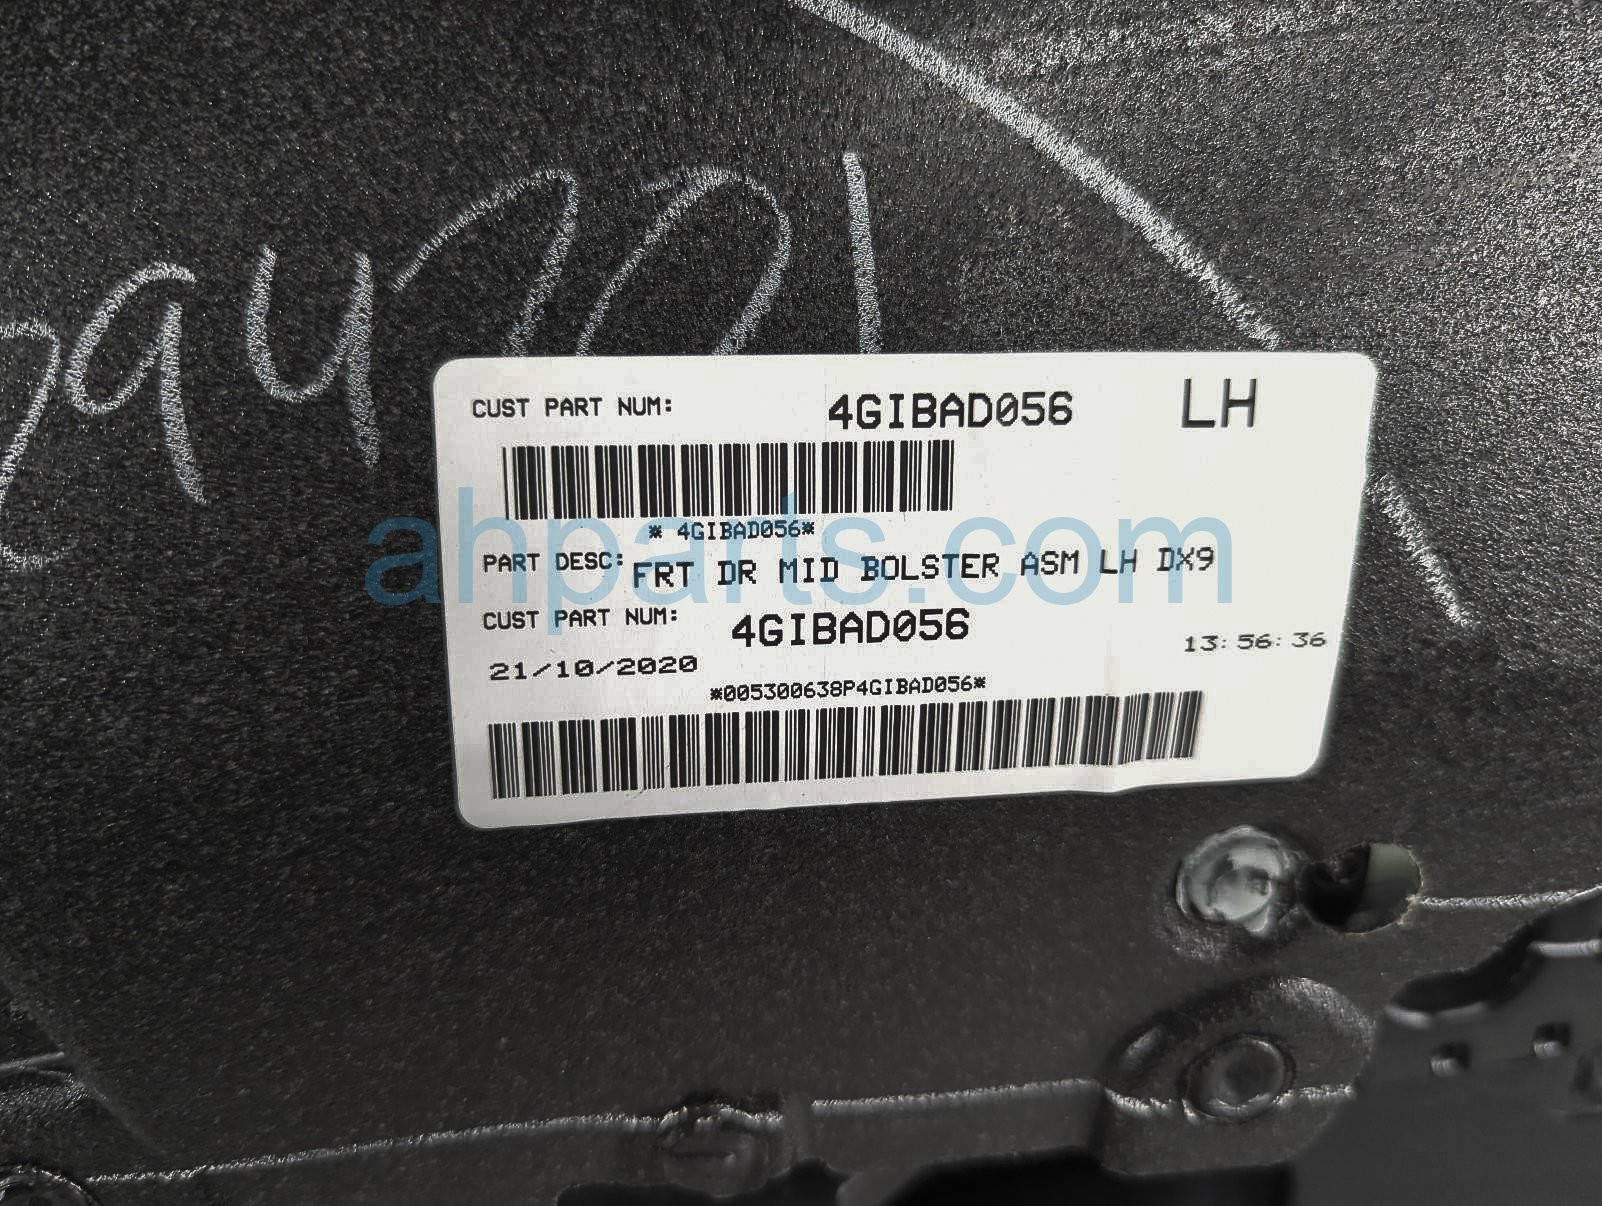 94701
CUST PART NUM: 4GIBAD056 LH
* 4GIBAD056*
PART DESC: FRT DR MID BOLSTER ASM LH DX9
CUST PART NUM: 4GIBAD056
21/10/2020 13:56:36
*005300638P4GIBAD056*
ahparts.com